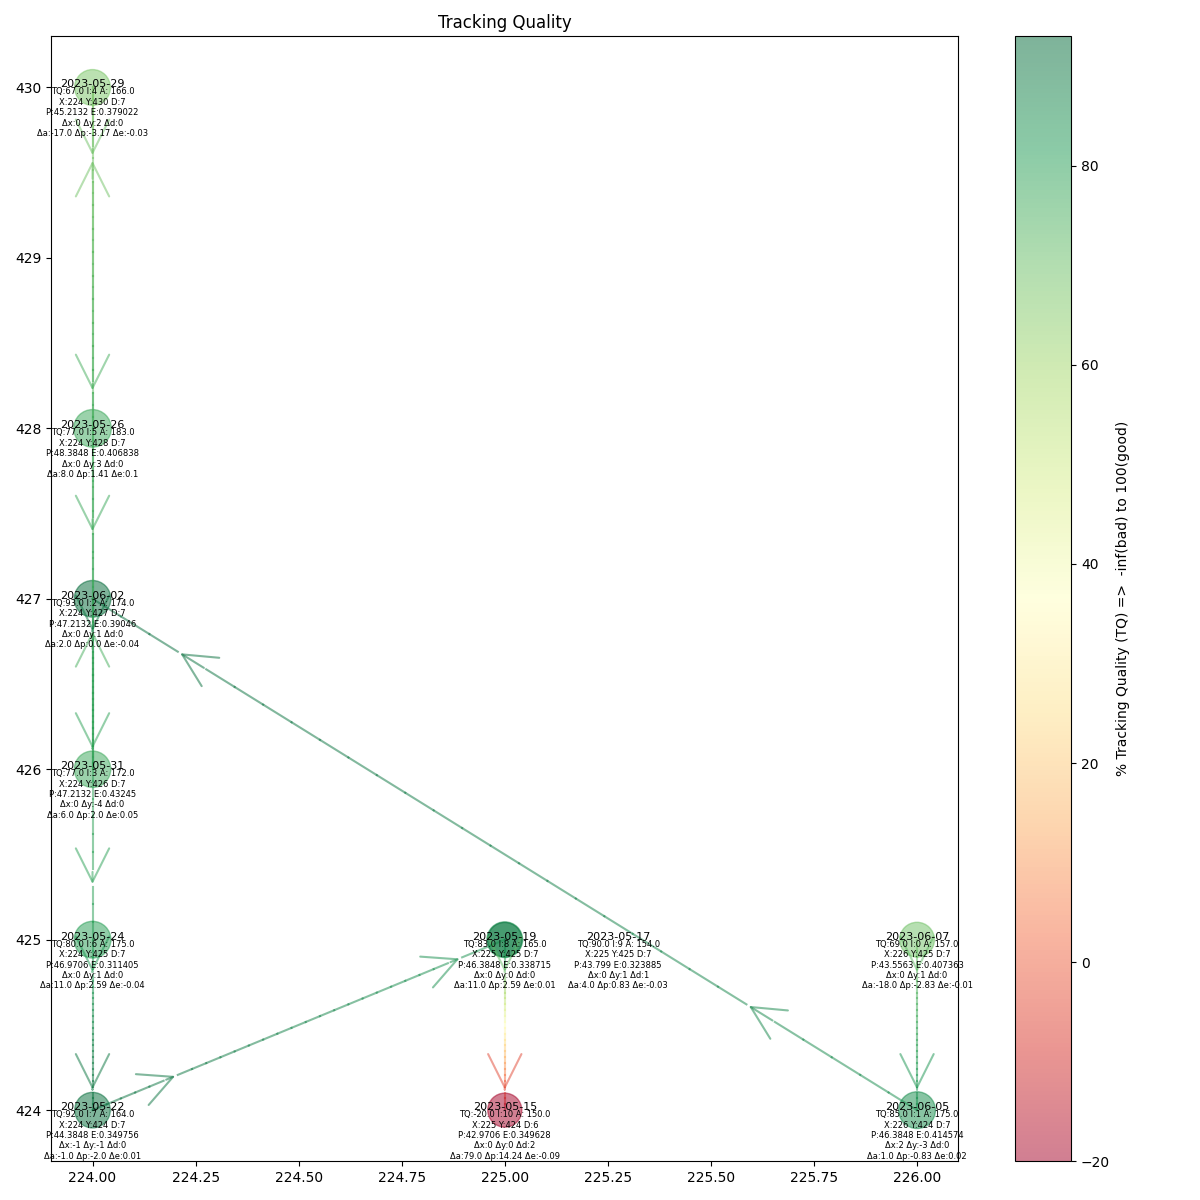 Tracking Quality
430
2023-05-29
TQ:67.0 I:4 A: 166.0
X:224 Y:430 D:7
P:45.2132 E:0.379022
Δx:0 Δy:2 Δd:0
Δa:-17.0 Δp:-3.17 Δe:-0.03
429
428
2023-05-26
TQ:77.0 I:5 A: 183.0
X:224 Y:428 D:7
P:48.3848 E:0.406838
Δx:0 Δy:3 Δd:0
Δa:8.0 Δp:1.41 Δe:0.1
427
2023-06-02
TQ:93.0 I:2 A: 174.0
X:224 Y:427 D:7
P:47.2132 E:0.39046
Δx:0 Δy:1 Δd:0
Δa:2.0 Δp:0.0 Δe:-0.04
426
2023-05-31
TQ:77.0 I:3 A: 172.0
X:224 Y:426 D:7
P:47.2132 E:0.43245
Δx:0 Δy:-4 Δd:0
Δa:6.0 Δp:2.0 Δe:0.05
425
2023-05-24
TQ:80.0 I:6 A: 175.0
X:224 Y:425 D:7
P:46.9706 E:0.311405
Δx:0 Δy:1 Δd:0
Δa:11.0 Δp:2.59 Δe:-0.04
2023-05-19
TQ:83.0 I:8 A: 165.0
X:225 Y:425 D:7
P:46.3848 E:0.338715
Δx:0 Δy:0 Δd:0
Δa:11.0 Δp:2.59 Δe:0.01
2023-05-17
TQ:90.0 I:9 A: 154.0
X:225 Y:425 D:7
P:43.799 E:0.323885
Δx:0 Δy:1 Δd:1
Δa:4.0 Δp:0.83 Δe:-0.03
2023-06-07
TQ:69.0 I:0 A: 157.0
X:226 Y:425 D:7
P:43.5563 E:0.407363
Δx:0 Δy:1 Δd:0
Δa:-18.0 Δp:-2.83 Δe:-0.01
424
2023-05-22
TQ:92.0 I:7 A: 164.0
X:224 Y:424 D:7
P:44.3848 E:0.349756
Δx:-1 Δy:-1 Δd:0
Δa:-1.0 Δp:-2.0 Δe:0.01
2023-05-15
TQ:-20.0 I:10 A: 150.0
X:225 Y:424 D:6
P:42.9706 E:0.349628
Δx:0 Δy:0 Δd:2
Δa:79.0 Δp:14.24 Δe:-0.09
2023-06-05
TQ:85.0 I:1 A: 175.0
X:226 Y:424 D:7
P:46.3848 E:0.414574
Δx:2 Δy:-3 Δd:0
Δa:1.0 Δp:-0.83 Δe:0.02
224.00 224.25 224.50 224.75 225.00 225.25 225.50 225.75 226.00
80
60
40
20
0
−20
% Tracking Quality (TQ) => -inf(bad) to 100(good)